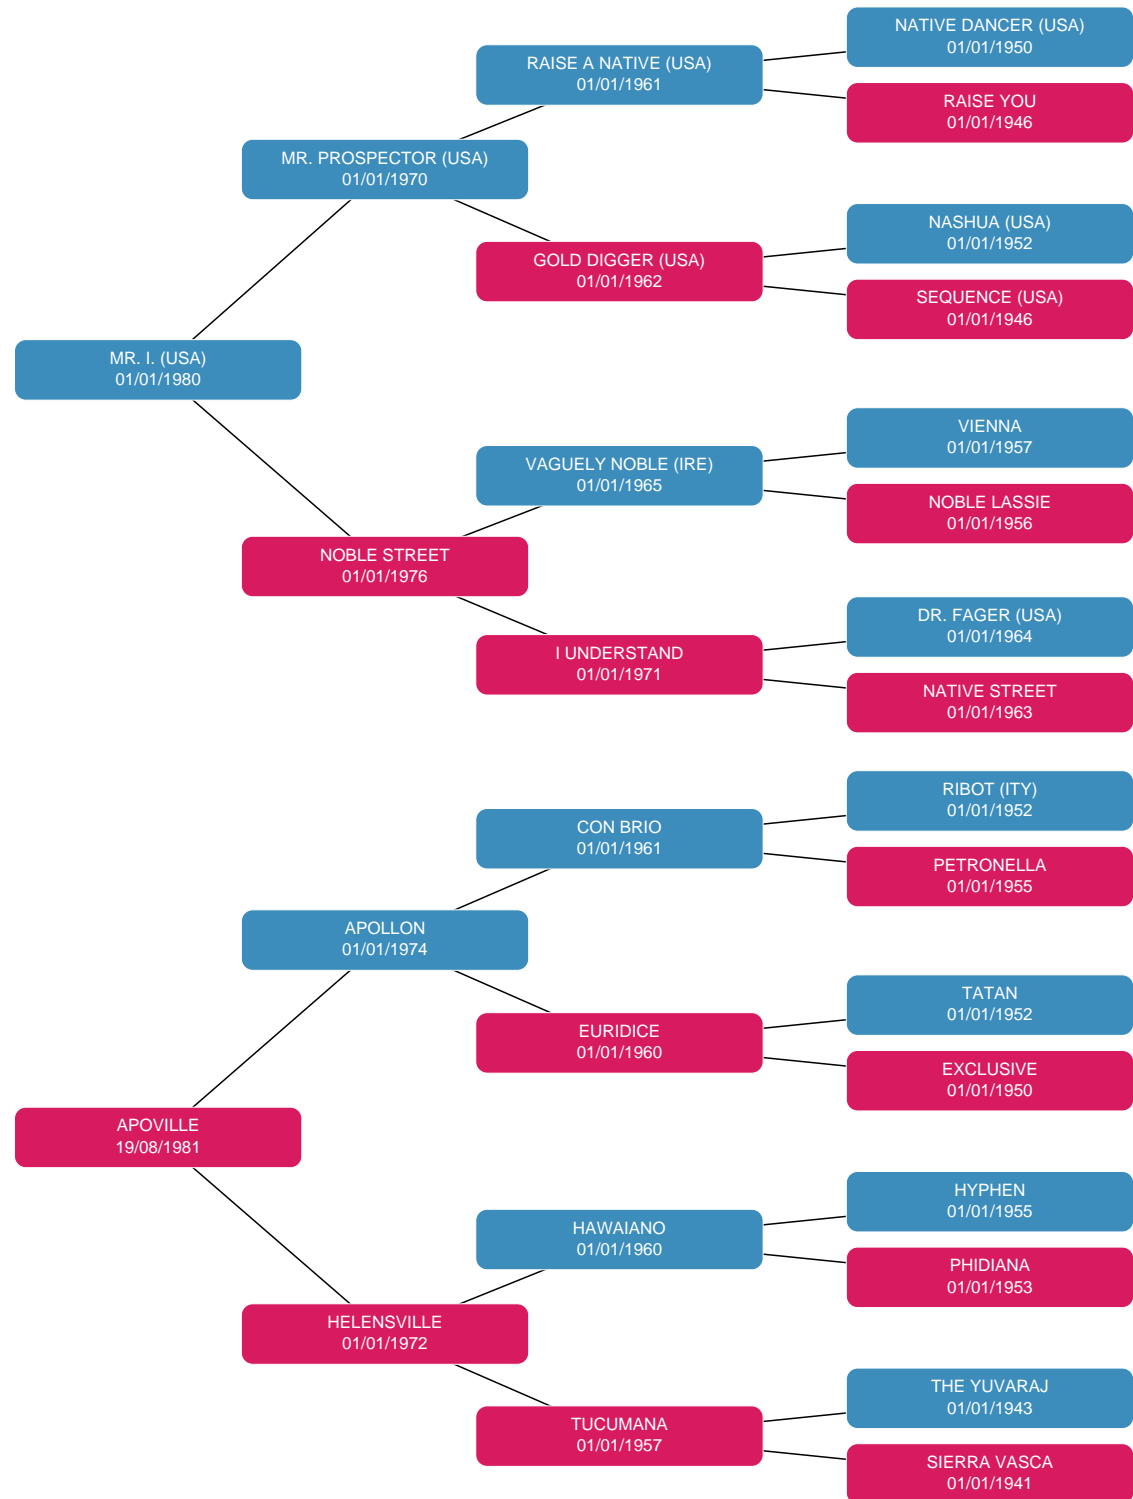 NATIVE DANCER (USA)
01/01/1950
RAISE A NATIVE (USA)
01/01/1961
RAISE YOU
01/01/1946
MR. PROSPECTOR (USA)
01/01/1970
NASHUA (USA)
01/01/1952
GOLD DIGGER (USA)
01/01/1962
SEQUENCE (USA)
01/01/1946
MR. I. (USA)
01/01/1980
VIENNA
01/01/1957
VAGUELY NOBLE (IRE)
01/01/1965
NOBLE LASSIE
01/01/1956
NOBLE STREET
01/01/1976
DR. FAGER (USA)
01/01/1964
I UNDERSTAND
01/01/1971
NATIVE STREET
01/01/1963
RIBOT (ITY)
01/01/1952
CON BRIO
01/01/1961
PETRONELLA
01/01/1955
APOLLON
01/01/1974
TATAN
01/01/1952
EURIDICE
01/01/1960
EXCLUSIVE
01/01/1950
APOVILLE
19/08/1981
HYPHEN
01/01/1955
HAWAIANO
01/01/1960
PHIDIANA
01/01/1953
HELENSVILLE
01/01/1972
THE YUVARAJ
01/01/1943
TUCUMANA
01/01/1957
SIERRA VASCA
01/01/1941